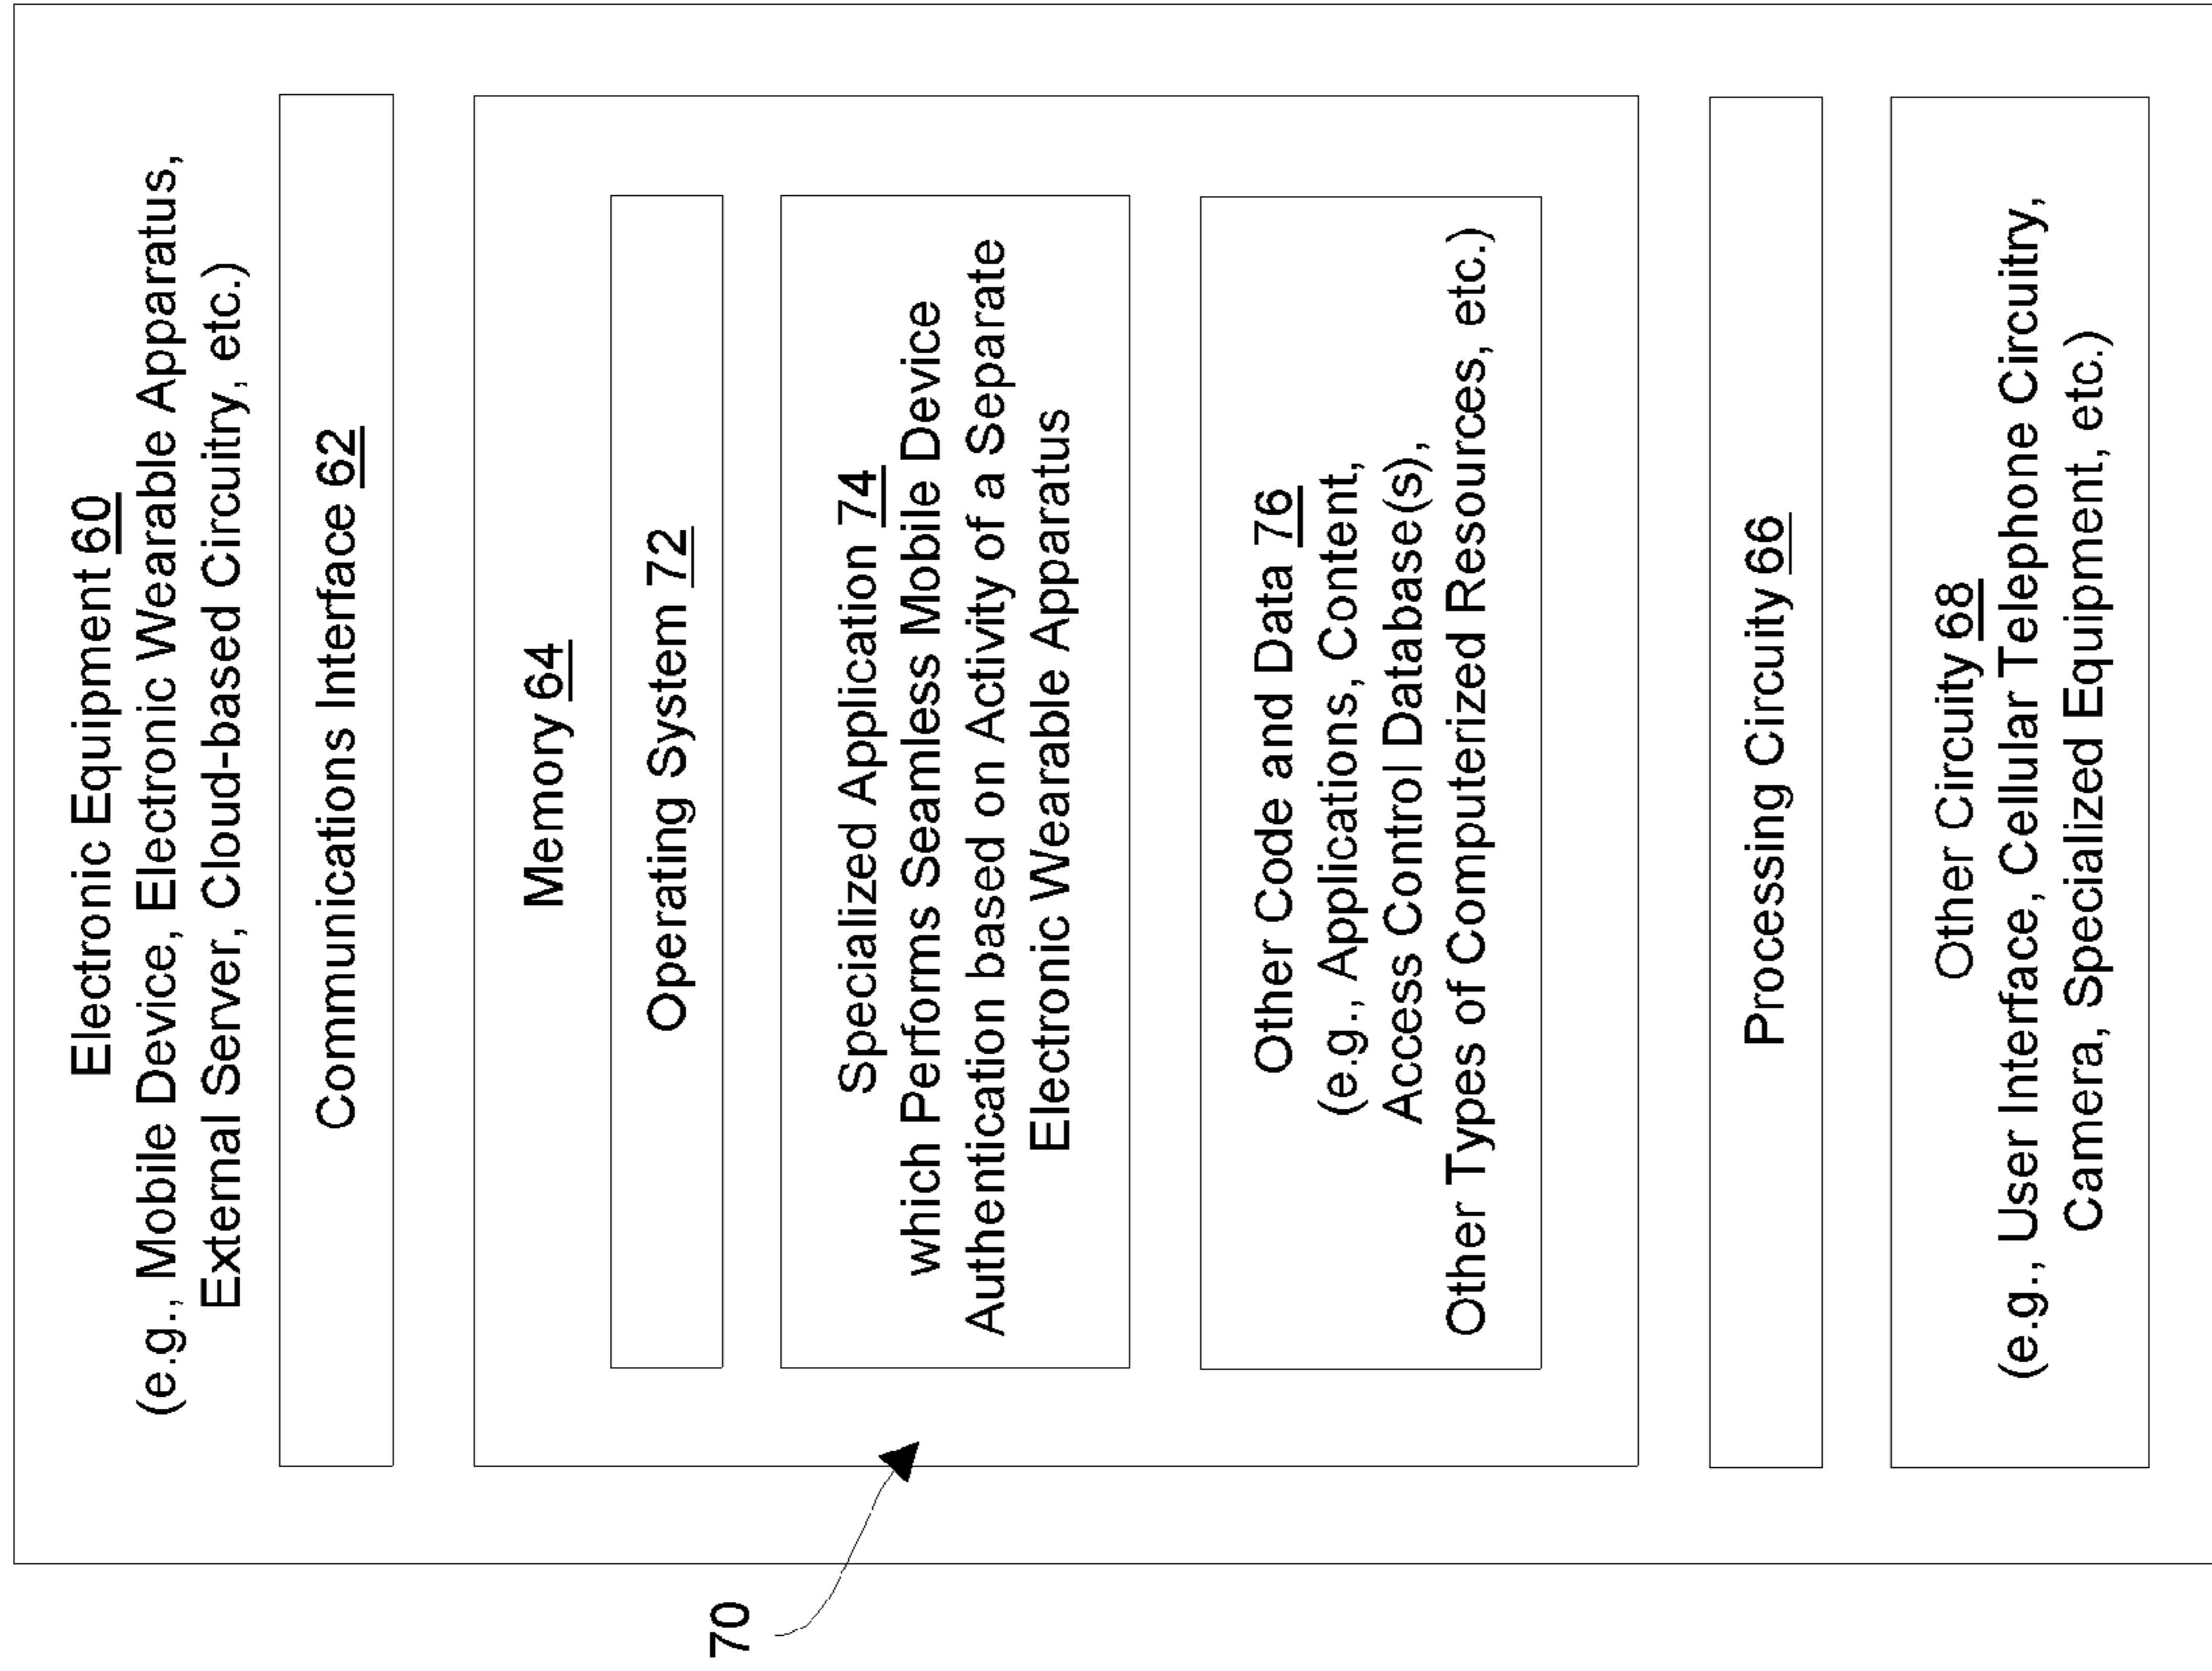 Electronic Equipment 60
(e.g., Mobile Device, Electronic Wearable Apparatus,
External Server, Cloud-based Circuitry, etc.)
Communications Interface 62
Memory 64
Operating System 72
Specialized Application 74
which Performs Seamless Mobile Device
Authentication based on Activity of a Separate
Electronic Wearable Apparatus
Other Code and Data 76
(e.g., Applications, Content,
Access Control Database(s),
Other Types of Computerized Resources, etc.)
Processing Circuity 66
Other Circuity 68
(e.g., User Interface, Cellular Telephone Circuitry,
Camera, Specialized Equipment, etc.)
70